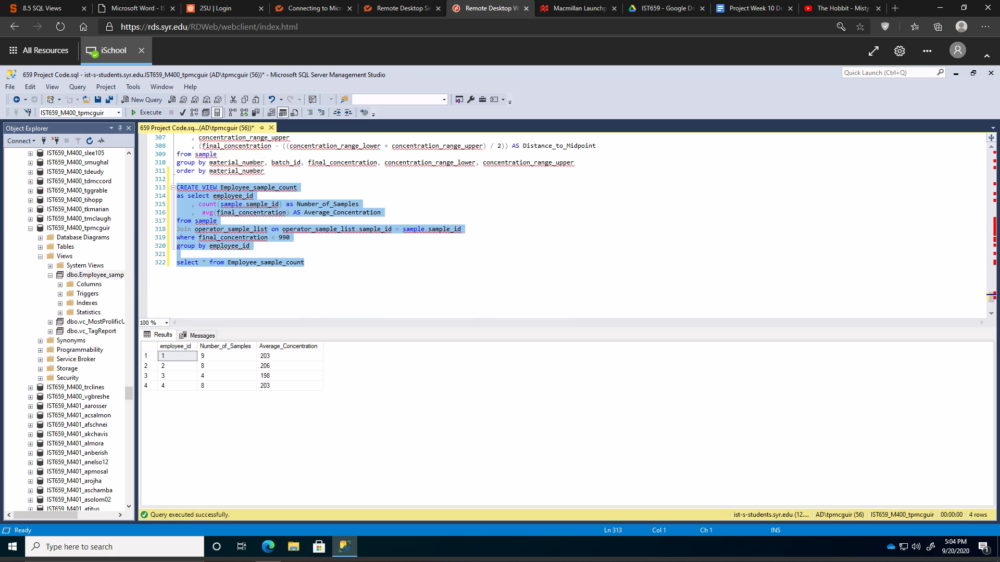 8.5 SQL Views
Microsoft Word - IS
2SU | Login
Connecting to Micr
Remote Desktop Se
Remote Desktop W
Macmillan Launchp
IST659 - Google Dri
Project Week 10 De
The Hobbit - Misty
https://rds.syr.edu/RDWeb/webclient/index.html
All Resources
iSchool
659 Project Code.sql - ist-s-students.syr.edu.IST659_M400_tpmcguir (AD\tpmcguir (56))* - Microsoft SQL Server Management Studio
Quick Launch (Ctrl+Q)
File Edit View Query Project Tools Window Help
New Query
IST659_M400_tpmcguir
Execute
Object Explorer
Connect
IST659_M400_slee105
IST659_M400_smughal
IST659_M400_tdeudy
IST659_M400_tdmccord
IST659_M400_tggrable
IST659_M400_tihopp
IST659_M400_tkmarian
IST659_M400_tmclaugh
IST659_M400_tpmcguir
Database Diagrams
Tables
Views
System Views
dbo.Employee_samp
Columns
Triggers
Indexes
Statistics
dbo.vc_MostProlificU
dbo.vc_TagReport
Synonyms
Programmability
Service Broker
Storage
Security
IST659_M400_trclines
IST659_M400_vgbreshe
IST659_M401_aarosser
IST659_M401_acsalmon
IST659_M401_afschnei
IST659_M401_akchavis
IST659_M401_almora
IST659_M401_anberish
IST659_M401_anelso12
IST659_M401_apmosal
IST659_M401_arojha
IST659_M401_aschamba
IST659_M401_asolom02
IST659_M401_atitus
659 Project Code.sq...(AD\tpmcguir (56))*
307 , concentration_range_upper
308 , (final_concentration - ((concentration_range_lower + concentration_range_upper) / 2)) AS Distance_to_Midpoint
309 from sample
310 group by material_number, batch_id, final_concentration, concentration_range_lower, concentration_range_upper
311 order by material_number
312
313 CREATE VIEW Employee_sample_count
314 as select employee_id
315 , count(sample.sample_id) as Number_of_Samples
316 , avg(final_concentration) AS Average_Concentration
317 from sample
318 Join operator_sample_list on operator_sample_list.sample_id = sample.sample_id
319 where final_concentration < 990
320 group by employee_id
321
322 select * from Employee_sample_count
100 %
Results Messages
employee_id Number_of_Samples Average_Concentration
1 1 9 203
2 2 8 206
3 3 4 198
4 4 8 203
Query executed successfully.
ist-s-students.syr.edu (12.... AD\tpmcguir (56) IST659_M400_tpmcguir 00:00:00 4 rows
Ready
Ln 313 Col 1 Ch 1 INS
Type here to search
5:04 PM
9/20/2020
1